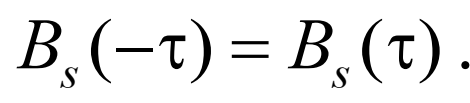 B_s(−τ) = B_s(τ) .